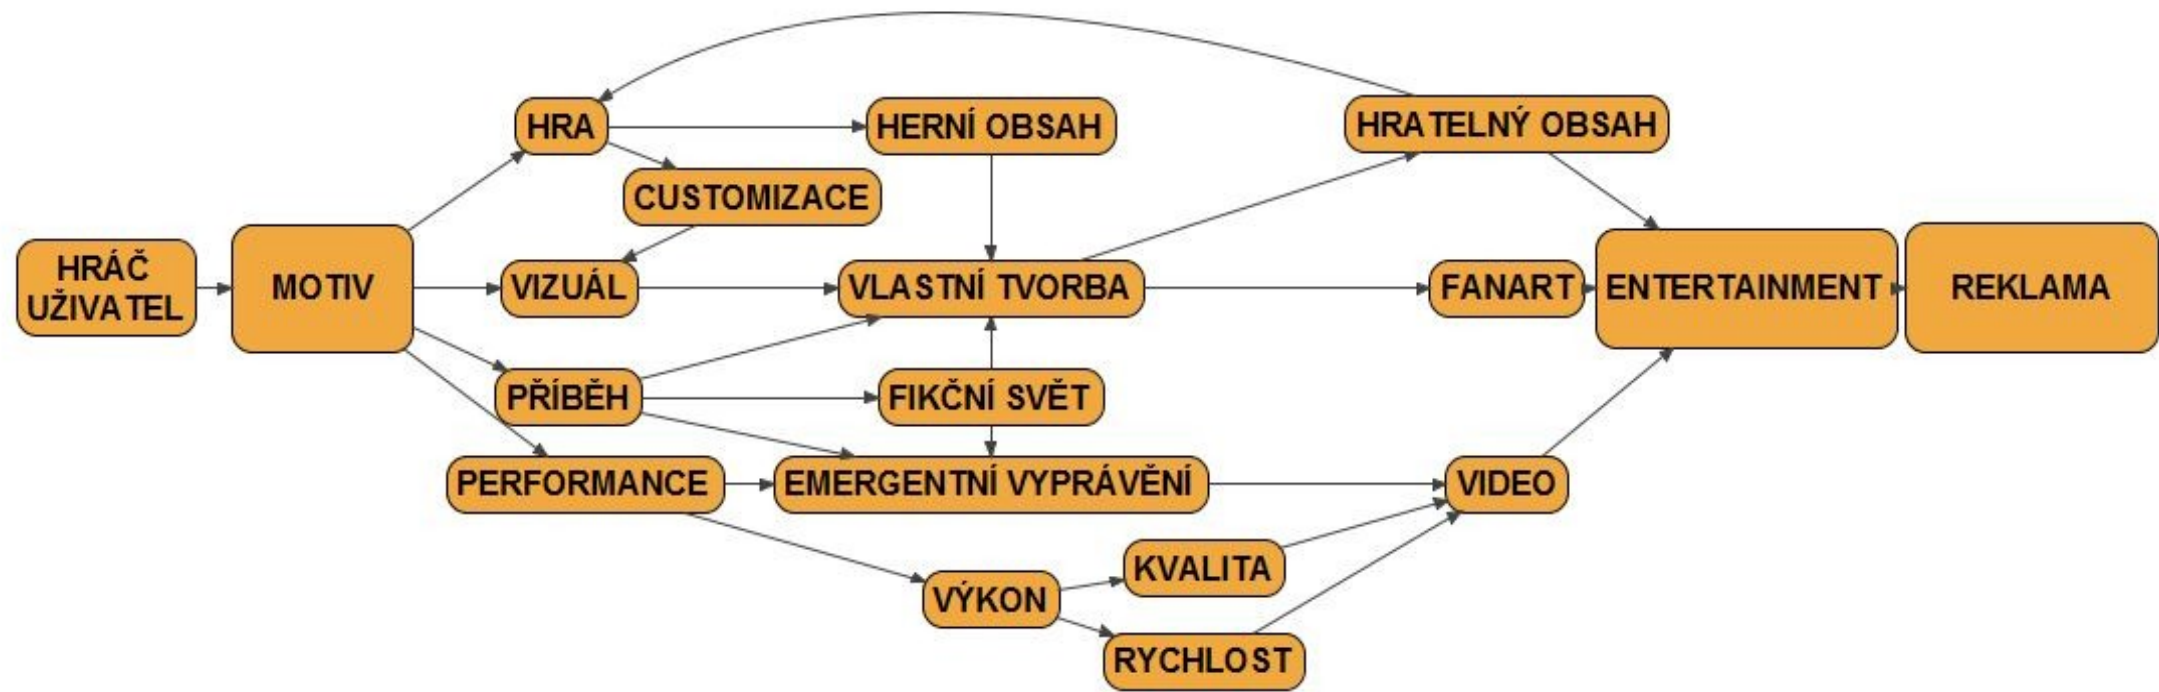 HRA
HERNÍ OBSAH
HRATELNÝ OBSAH
CUSTOMIZACE
HRÁČ
UŽIVATEL
MOTIV
VIZUÁL
VLASTNÍ TVORBA
FANART
ENTERTAINMENT
REKLAMA
PŘÍBĚH
FIKČNÍ SVĚT
PERFORMANCE
EMERGENTNÍ VYPRÁVĚNÍ
VIDEO
KVALITA
VÝKON
RYCHLOST